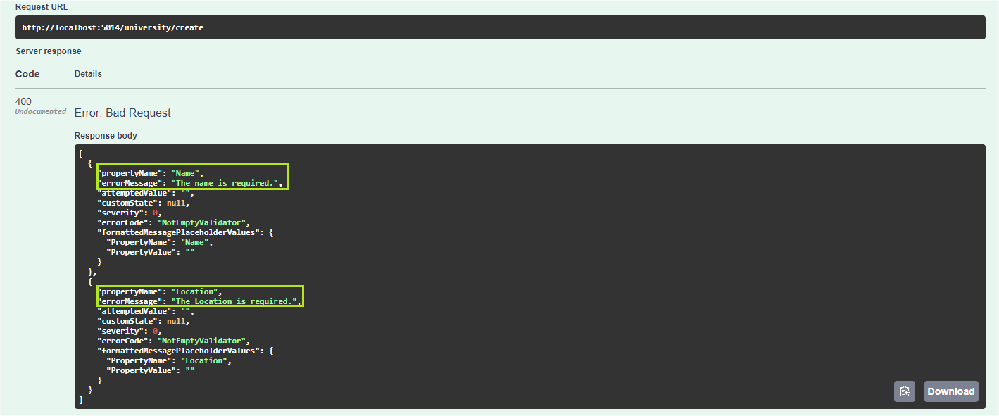 Request URL
http://localhost:5014/university/create
Server response
Code Details
400
Undocumented
Error: Bad Request
Response body
[
  {
    "propertyName": "Name",
    "errorMessage": "The name is required.",
    "attemptedValue": "",
    "customState": null,
    "severity": 0,
    "errorCode": "NotEmptyValidator",
    "formattedMessagePlaceholderValues": {
      "PropertyName": "Name",
      "PropertyValue": ""
    }
  },
  {
    "propertyName": "Location",
    "errorMessage": "The Location is required.",
    "attemptedValue": "",
    "customState": null,
    "severity": 0,
    "errorCode": "NotEmptyValidator",
    "formattedMessagePlaceholderValues": {
      "PropertyName": "Location",
      "PropertyValue": ""
    }
  }
]
Download